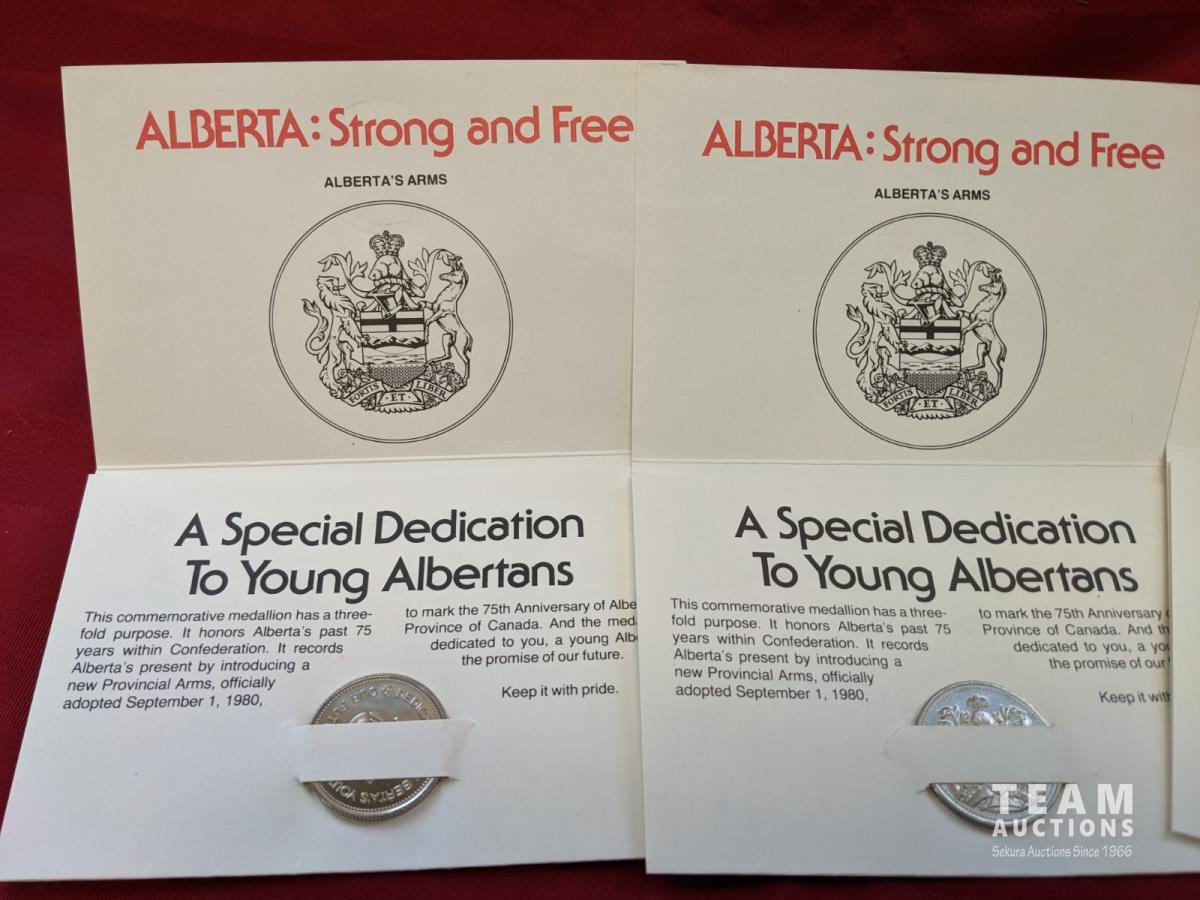 ALBERTA: Strong and Free
ALBERTA'S ARMS
FORTIS ET LIBER
A Special Dedication
To Young Albertans
This commemorative medallion has a three-
fold purpose. It honors Alberta's past 75
years within Confederation. It records
Alberta's present by introducing a
new Provincial Arms, officially
adopted September 1, 1980,
to mark the 75th Anniversary of Albe
Province of Canada. And the med
dedicated to you, a young Alb
the promise of our future.
Keep it with pride.
ALBERTA: Strong and Free
ALBERTA'S ARMS
FORTIS ET LIBER
A Special Dedication
To Young Albertans
This commemorative medallion has a three-
fold purpose. It honors Alberta's past 75
years within Confederation. It records
Alberta's present by introducing a
new Provincial Arms, officially
adopted September 1, 1980,
to mark the 75th Anniversary
Province of Canada. And th
dedicated to you, a you
the promise of our
Keep it with
TEAM
AUCTIONS
Sekura Auctions Since 1966